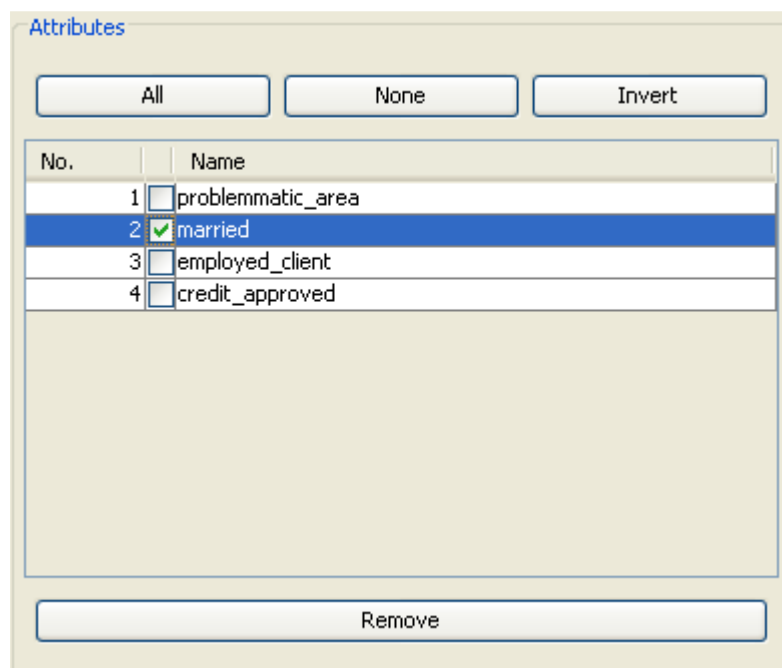 Attributes
All None Invert
No. Name
1 problemmatic_area
2 married
3 employed_client
4 credit_approved
Remove